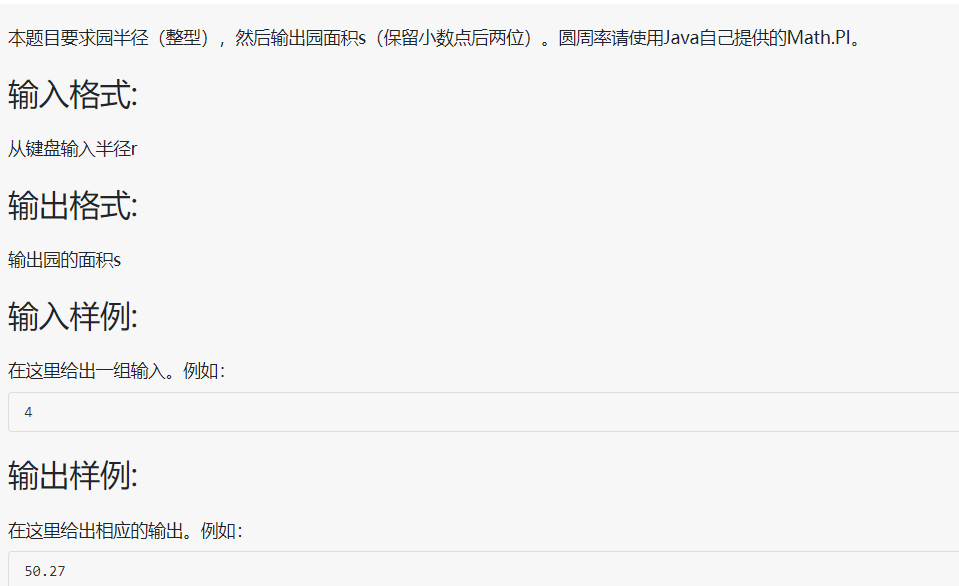 本题目要求园半径（整型），然后输出园面积s（保留小数点后两位）。圆周率请使用Java自己提供的Math.PI。
输入格式:
从键盘输入半径r
输出格式:
输出园的面积s
输入样例:
在这里给出一组输入。例如：
4
输出样例:
在这里给出相应的输出。例如：
50.27